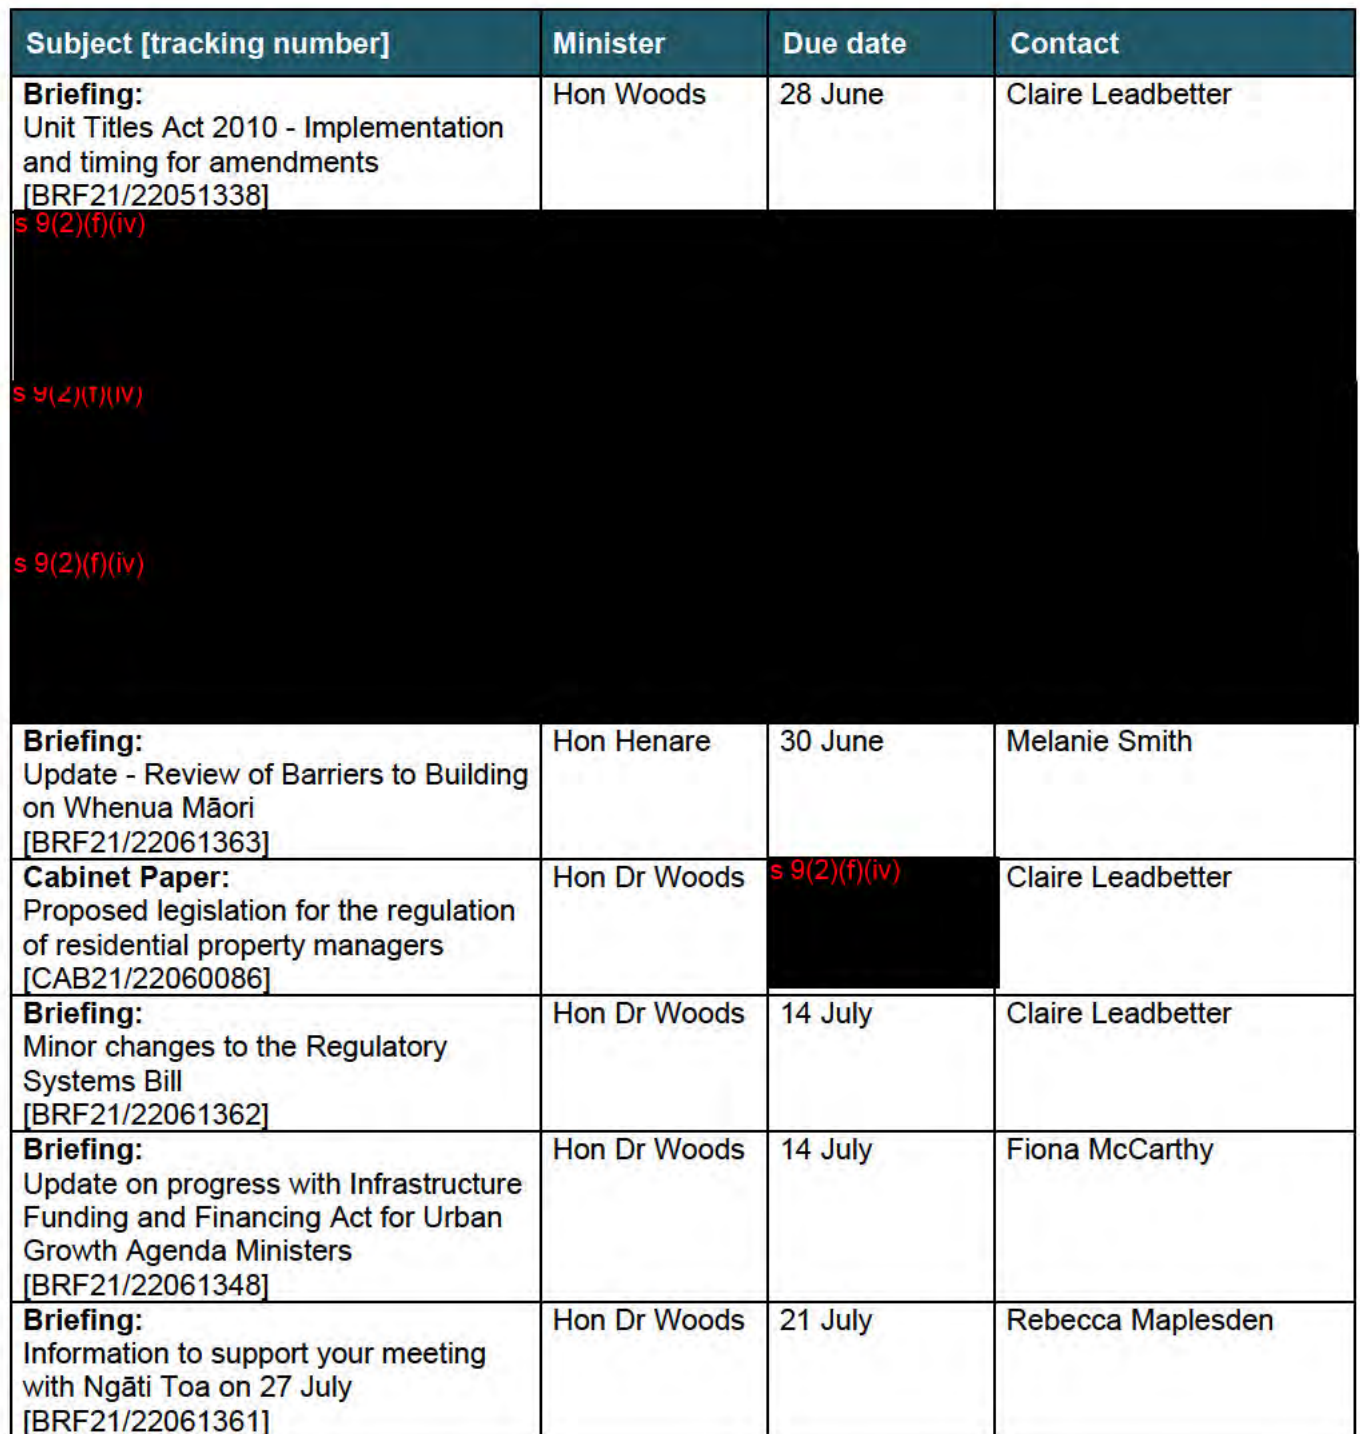 Subject [tracking number] Minister Due date Contact
Briefing: Hon Woods 28 June Claire Leadbetter
Unit Titles Act 2010 - Implementation
and timing for amendments
[BRF21/22051338]
s 9(2)(f)(iv)
s 9(2)(f)(iv)
s 9(2)(f)(iv)
Briefing: Hon Henare 30 June Melanie Smith
Update - Review of Barriers to Building
on Whenua Māori
[BRF21/22061363]
Cabinet Paper: Hon Dr Woods s 9(2)(f)(iv) Claire Leadbetter
Proposed legislation for the regulation
of residential property managers
[CAB21/22060086]
Briefing: Hon Dr Woods 14 July Claire Leadbetter
Minor changes to the Regulatory
Systems Bill
[BRF21/22061362]
Briefing: Hon Dr Woods 14 July Fiona McCarthy
Update on progress with Infrastructure
Funding and Financing Act for Urban
Growth Agenda Ministers
[BRF21/22061348]
Briefing: Hon Dr Woods 21 July Rebecca Maplesden
Information to support your meeting
with Ngāti Toa on 27 July
[BRF21/22061361]